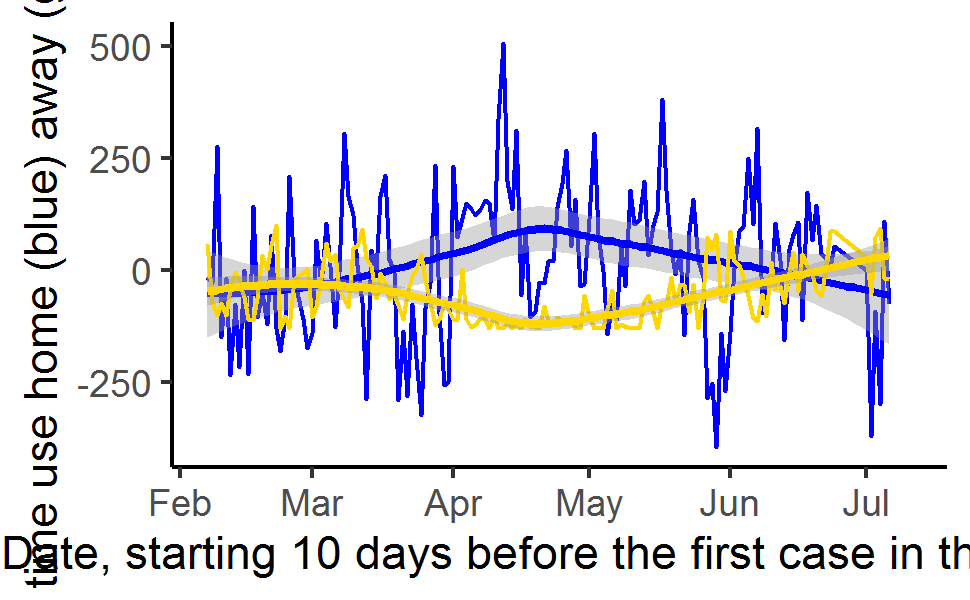 time use home (blue) away (
500
250
0
-250
Feb Mar Apr May Jun Jul
Date, starting 10 days before the first case in th